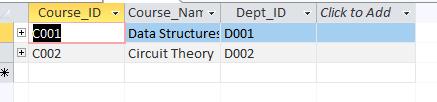 Course_ID Course_Nam Dept_ID Click to Add
C001 Data Structures D001
C002 Circuit Theory D002